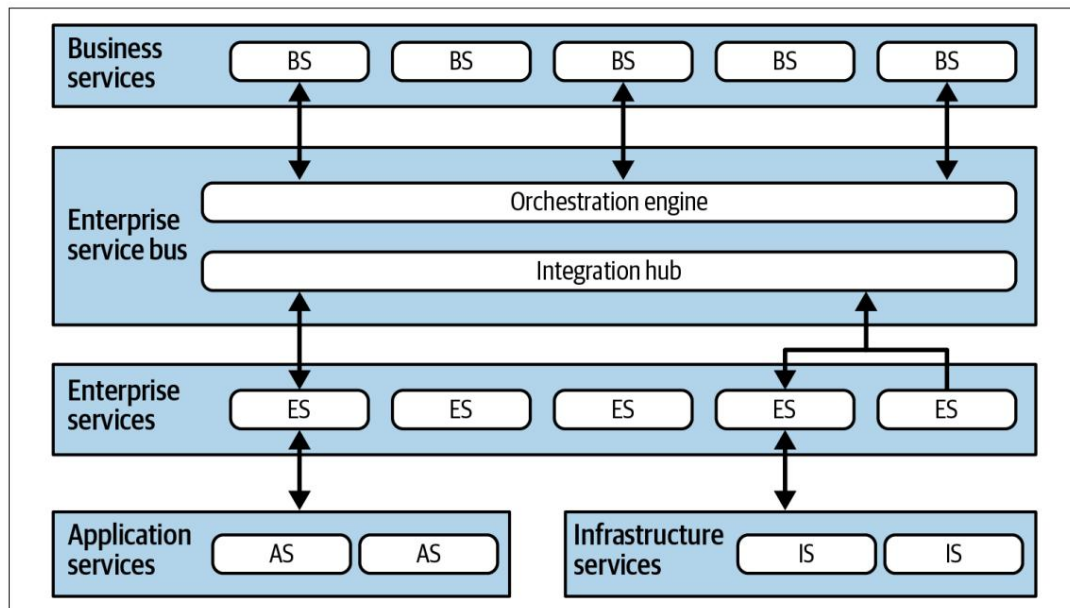 Business
services
BS BS BS BS BS
Enterprise
service bus
Orchestration engine
Integration hub
Enterprise
services
ES ES ES ES ES
Application
services
AS AS
Infrastructure
services
IS IS